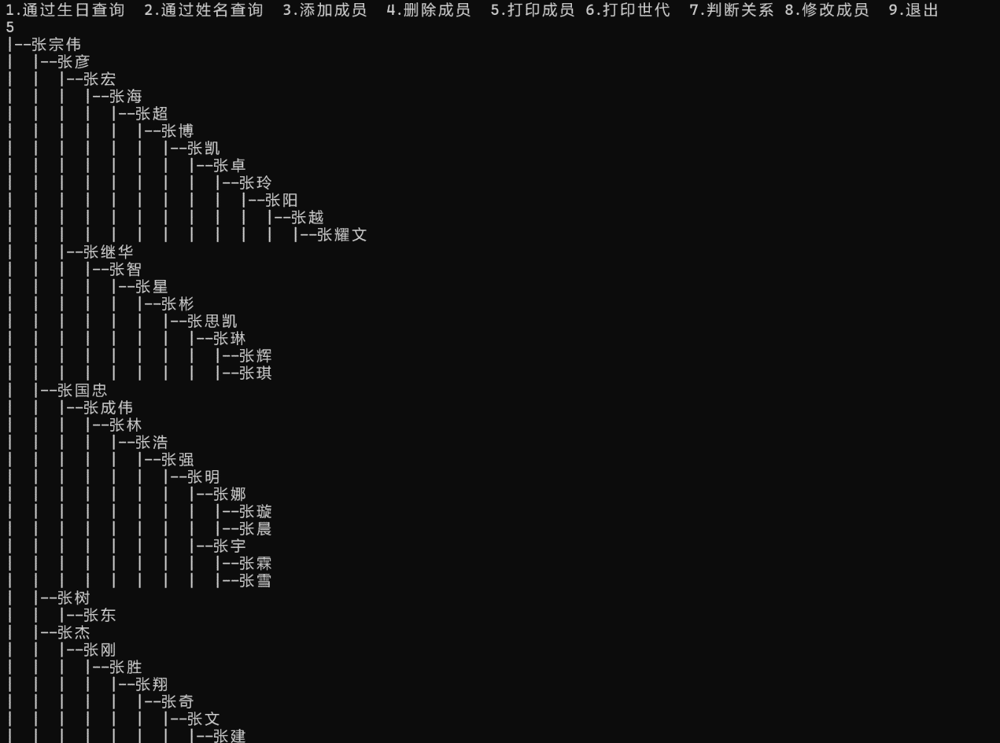 1.通过生日查询  2.通过姓名查询  3.添加成员  4.删除成员  5.打印成员 6.打印世代  7.判断关系 8.修改成员  9.退出
5
|--张宗伟
|  |--张彦
|  |  |--张宏
|  |  |  |--张海
|  |  |  |  |--张超
|  |  |  |  |  |--张博
|  |  |  |  |  |  |--张凯
|  |  |  |  |  |  |  |--张卓
|  |  |  |  |  |  |  |  |--张玲
|  |  |  |  |  |  |  |  |  |--张阳
|  |  |  |  |  |  |  |  |  |  |--张越
|  |  |  |  |  |  |  |  |  |  |  |--张耀文
|  |  |--张继华
|  |  |  |--张智
|  |  |  |  |--张星
|  |  |  |  |  |--张彬
|  |  |  |  |  |  |--张思凯
|  |  |  |  |  |  |  |--张琳
|  |  |  |  |  |  |  |  |--张辉
|  |  |  |  |  |  |  |  |--张琪
|  |--张国忠
|  |  |--张成伟
|  |  |  |--张林
|  |  |  |  |--张浩
|  |  |  |  |  |--张强
|  |  |  |  |  |  |--张明
|  |  |  |  |  |  |  |--张娜
|  |  |  |  |  |  |  |  |--张璇
|  |  |  |  |  |  |  |  |--张晨
|  |  |  |  |  |  |  |--张宇
|  |  |  |  |  |  |  |  |--张霖
|  |  |  |  |  |  |  |  |--张雪
|  |--张树
|  |  |--张东
|  |--张杰
|  |  |--张刚
|  |  |  |--张胜
|  |  |  |  |--张翔
|  |  |  |  |  |--张奇
|  |  |  |  |  |  |--张文
|  |  |  |  |  |  |  |--张建